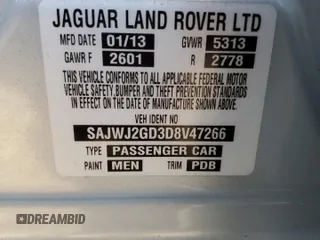 JAGUAR LAND ROVER LTD
MFD DATE 01/13 GVWR 5313
GAWR F 2601 R 2778
THIS VEHICLE CONFORMS TO ALL APPLICABLE FEDERAL MOTOR
VEHICLE SAFETY, BUMPER AND THEFT PREVENTION STANDARDS
IN EFFECT ON THE DATE OF MANUFACTURE SHOWN ABOVE.
VEH IDENT NO
SAJWJ2GD3D8V47266
TYPE PASSENGER CAR
PAINT MEN TRIM PDB
DREAMBID